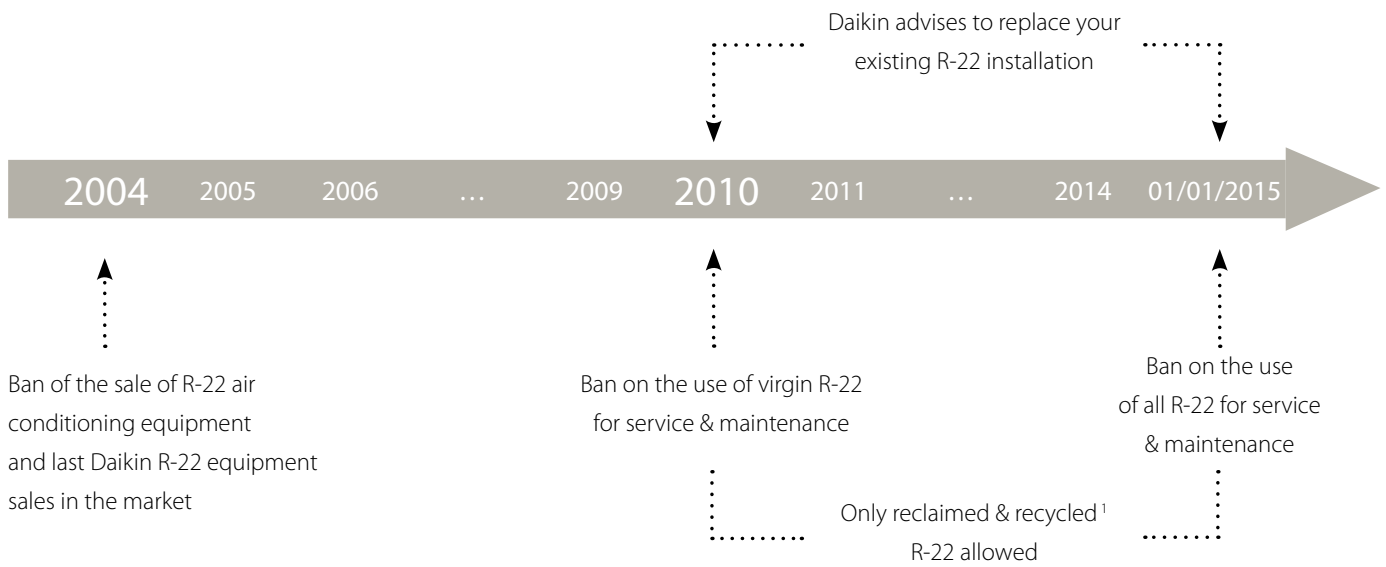 Daikin advises to replace your
existing R-22 installation
2004 2005 2006 ... 2009 2010 2011 ... 2014 01/01/2015
Ban of the sale of R-22 air
conditioning equipment
and last Daikin R-22 equipment
sales in the market
Ban on the use of virgin R-22
for service & maintenance
Ban on the use
of all R-22 for service
& maintenance
Only reclaimed & recycled ¹
R-22 allowed